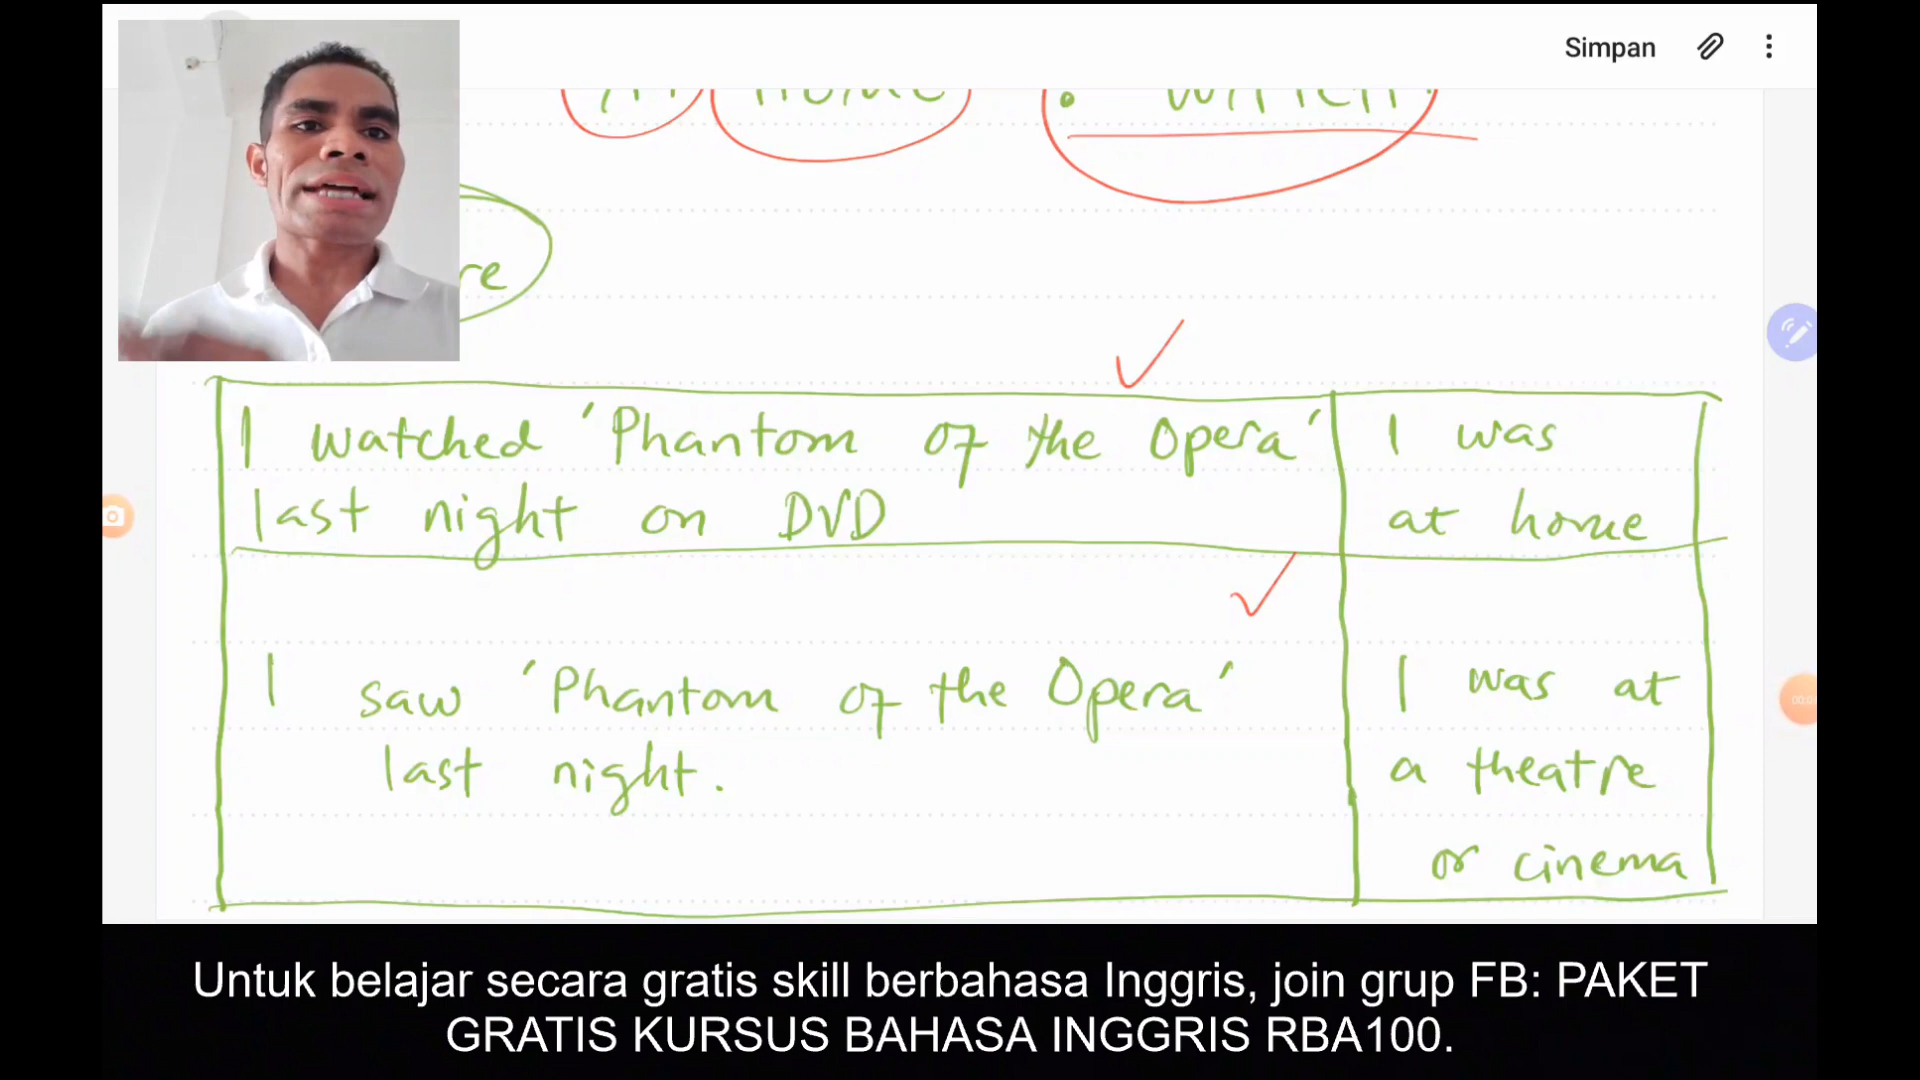 Simpan
I watched 'Phantom of the Opera'
last night on DVD
I was
at home
I saw 'Phantom of the Opera'
last night.
I was at
a theatre
or cinema
Untuk belajar secara gratis skill berbahasa Inggris, join grup FB: PAKET
GRATIS KURSUS BAHASA INGGRIS RBA100.